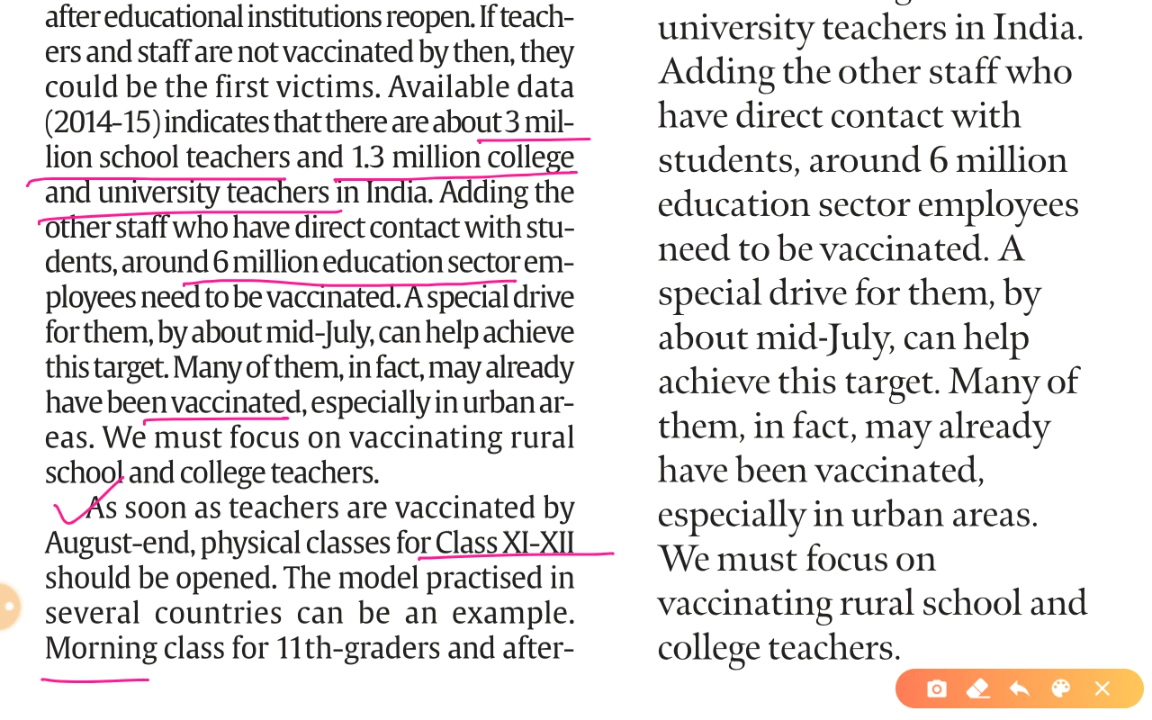 after educational institutions reopen. If teach-
ers and staff are not vaccinated by then, they
could be the first victims. Available data
(2014-15) indicates that there are about 3 mil-
lion school teachers and 1.3 million college
and university teachers in India. Adding the
other staff who have direct contact with stu-
dents, around 6 million education sector em-
ployees need to be vaccinated. A special drive
for them, by about mid-July, can help achieve
this target. Many of them, in fact, may already
have been vaccinated, especially in urban ar-
eas. We must focus on vaccinating rural
school and college teachers.
As soon as teachers are vaccinated by
August-end, physical classes for Class XI-XII
should be opened. The model practised in
several countries can be an example.
Morning class for 11th-graders and after-
university teachers in India.
Adding the other staff who
have direct contact with
students, around 6 million
education sector employees
need to be vaccinated. A
special drive for them, by
about mid-July, can help
achieve this target. Many of
them, in fact, may already
have been vaccinated,
especially in urban areas.
We must focus on
vaccinating rural school and
college teachers.